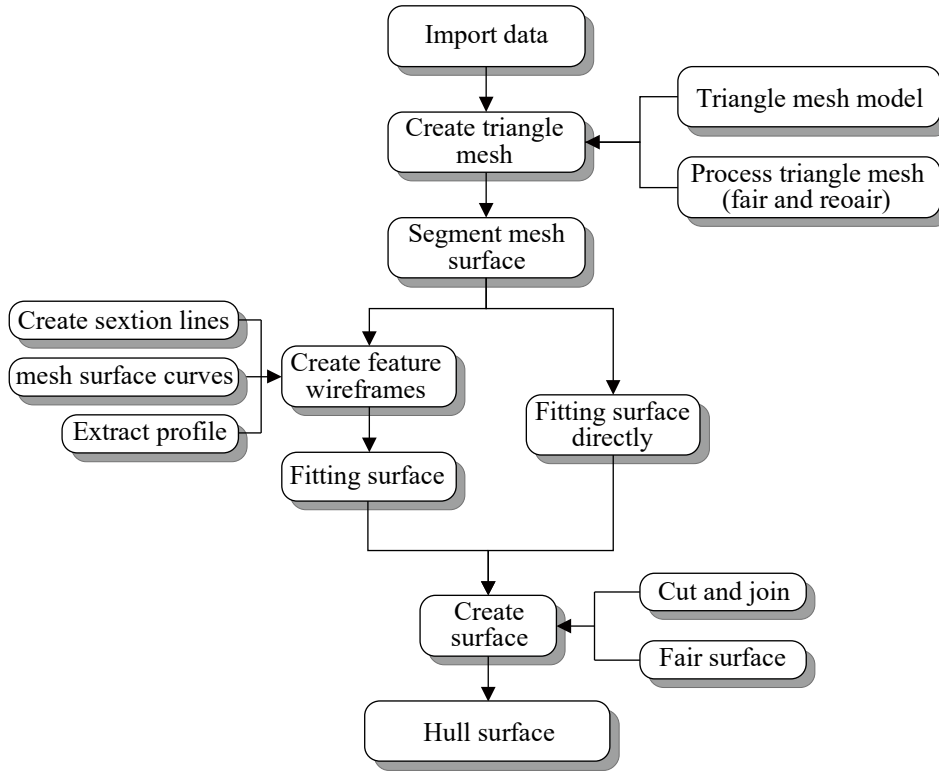 Import data
Triangle mesh model
Create triangle
mesh
Process triangle mesh
(fair and reoair)
Segment mesh
surface
Create sextion lines
mesh surface curves
Extract profile
Create feature
wireframes
Fitting surface
directly
Fitting surface
Cut and join
Create
surface
Fair surface
Hull surface